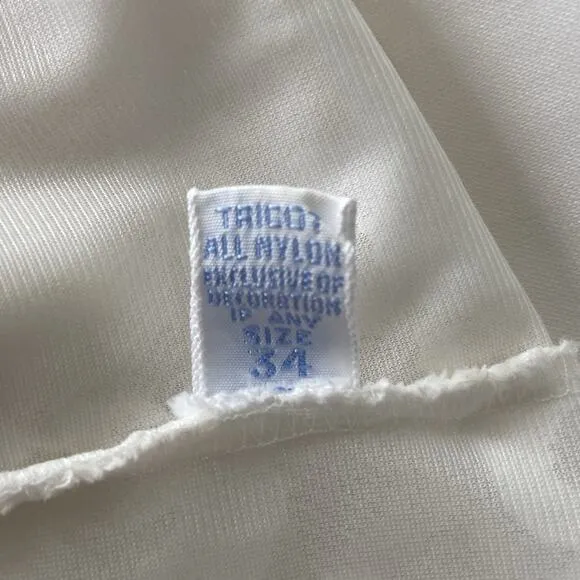 TRICOT
ALL NYLON
EXCLUSIVE OF
DECORATION
IF ANY
SIZE
34